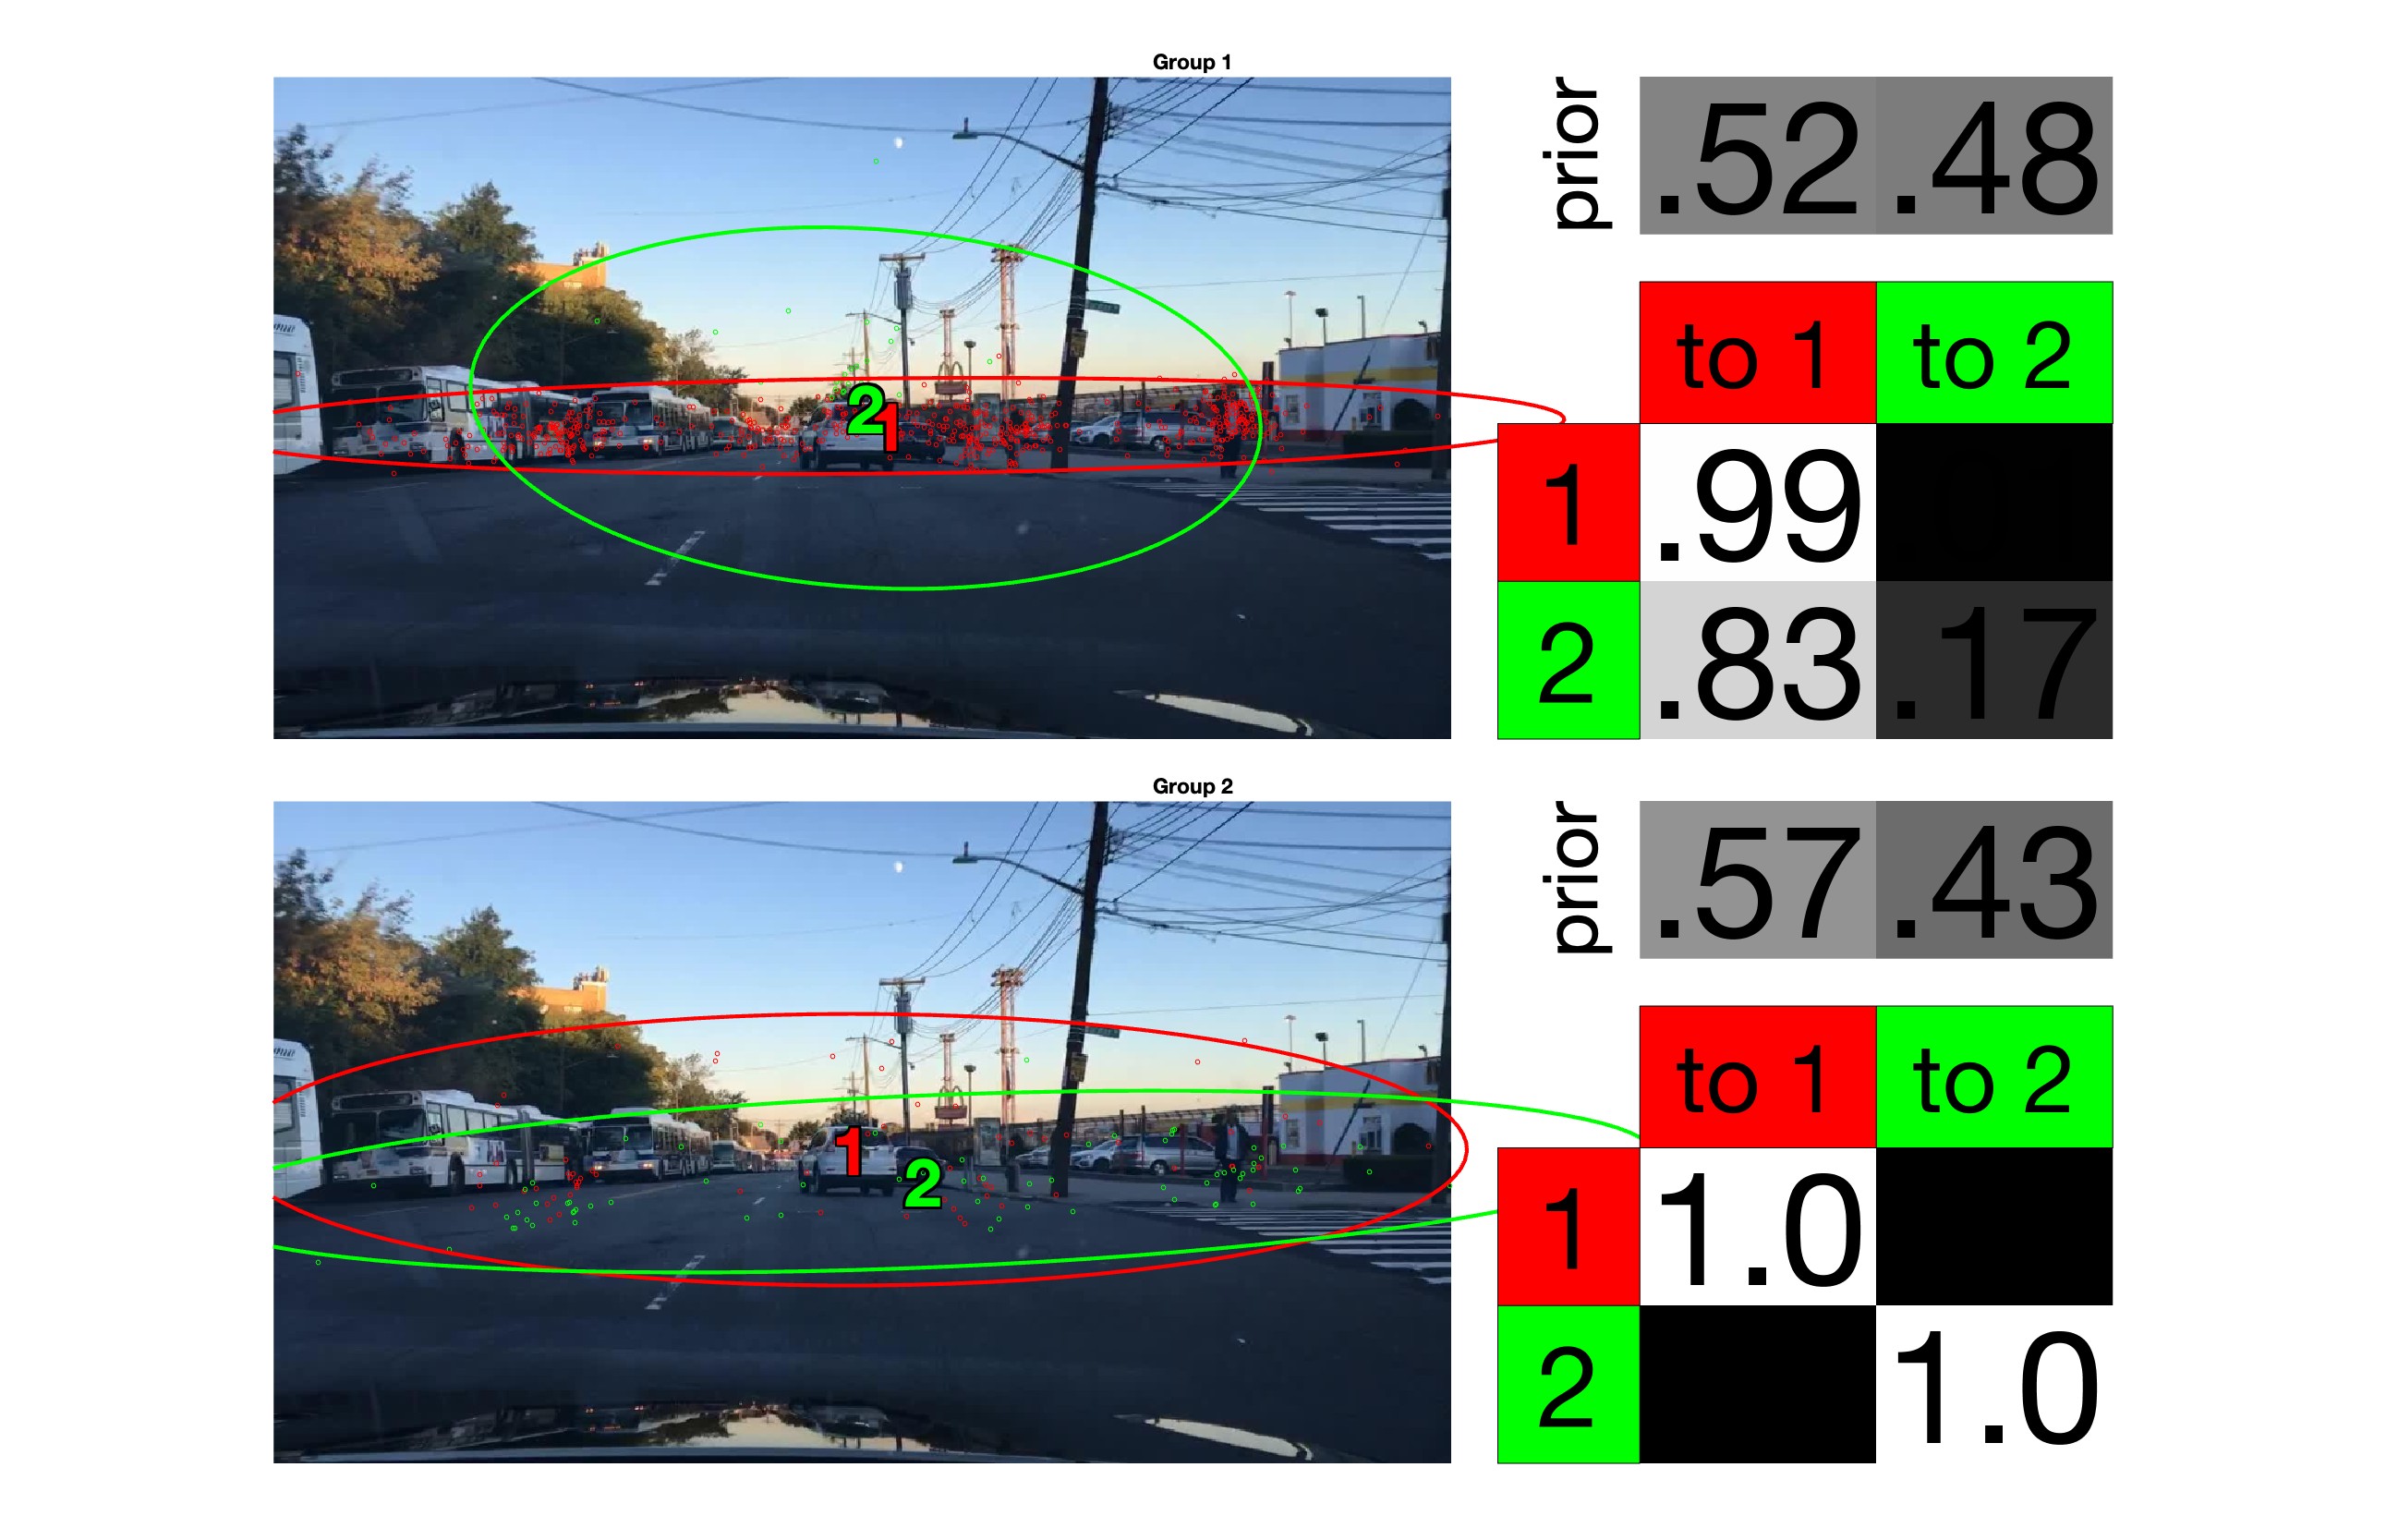 Group 1
prior
.52 .48
to 1 to 2
2 1
1 .99
2 .83 .17
Group 2
prior
.57 .43
to 1 to 2
1 2
1 1.0
2 1.0